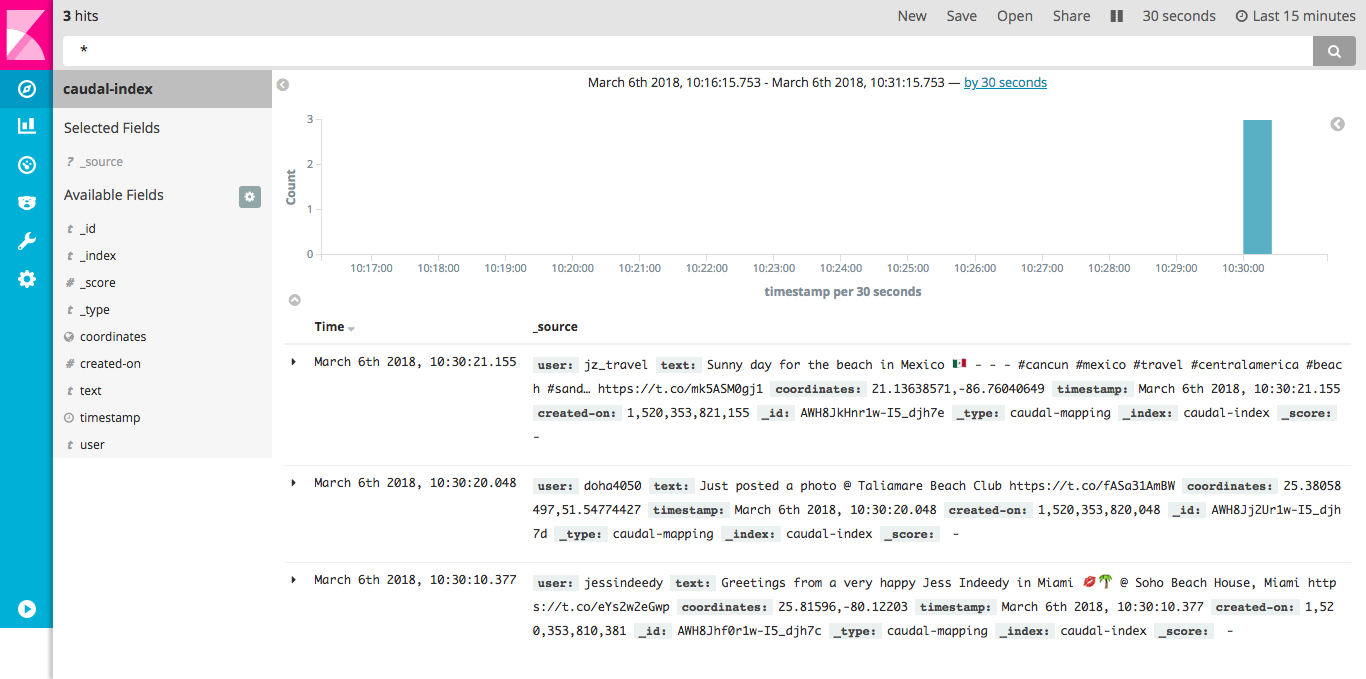 3 hits
New Save Open Share 30 seconds Last 15 minutes
*
caudal-index
Selected Fields
? _source
Available Fields
t _id
t _index
# _score
t _type
coordinates
# created-on
t text
timestamp
t user
March 6th 2018, 10:16:15.753 - March 6th 2018, 10:31:15.753 — by 30 seconds
3
2
1
0
Count
10:17:00 10:18:00 10:19:00 10:20:00 10:21:00 10:22:00 10:23:00 10:24:00 10:25:00 10:26:00 10:27:00 10:28:00 10:29:00 10:30:00
timestamp per 30 seconds
Time _source
March 6th 2018, 10:30:21.155 user: jz_travel text: Sunny day for the beach in Mexico 🇲🇽 - - - #cancun #mexico #travel #centralamerica #beac
h #sand… https://t.co/mk5ASM0gj1 coordinates: 21.13638571,-86.76040649 timestamp: March 6th 2018, 10:30:21.155
created-on: 1,520,353,821,155 _id: AWH8JkHnr1w-I5_djh7e _type: caudal-mapping _index: caudal-index _score:
-
March 6th 2018, 10:30:20.048 user: doha4050 text: Just posted a photo @ Taliamare Beach Club https://t.co/fASa31AmBW coordinates: 25.38058
497,51.54774427 timestamp: March 6th 2018, 10:30:20.048 created-on: 1,520,353,820,048 _id: AWH8JjZUr1w-I5_djh
7d _type: caudal-mapping _index: caudal-index _score: -
March 6th 2018, 10:30:10.377 user: jessindeedy text: Greetings from a very happy Jess Indeedy in Miami 💋🌴 @ Soho Beach House, Miami http
s://t.co/eYs2w2eGwp coordinates: 25.81596,-80.12203 timestamp: March 6th 2018, 10:30:10.377 created-on: 1,52
0,353,810,381 _id: AWH8Jhf0r1w-I5_djh7c _type: caudal-mapping _index: caudal-index _score: -